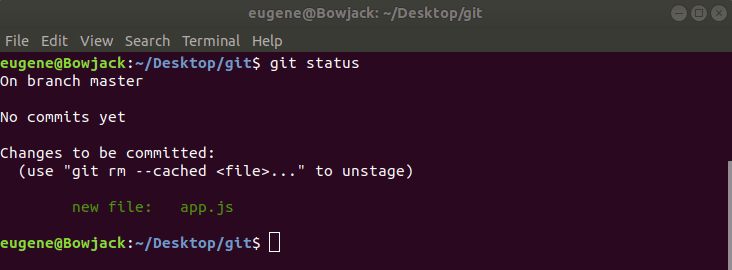 eugene@Bowjack: ~/Desktop/git
File Edit View Search Terminal Help
eugene@Bowjack:~/Desktop/git$ git status
On branch master
No commits yet
Changes to be committed:
  (use "git rm --cached <file>..." to unstage)
        new file:   app.js
eugene@Bowjack:~/Desktop/git$